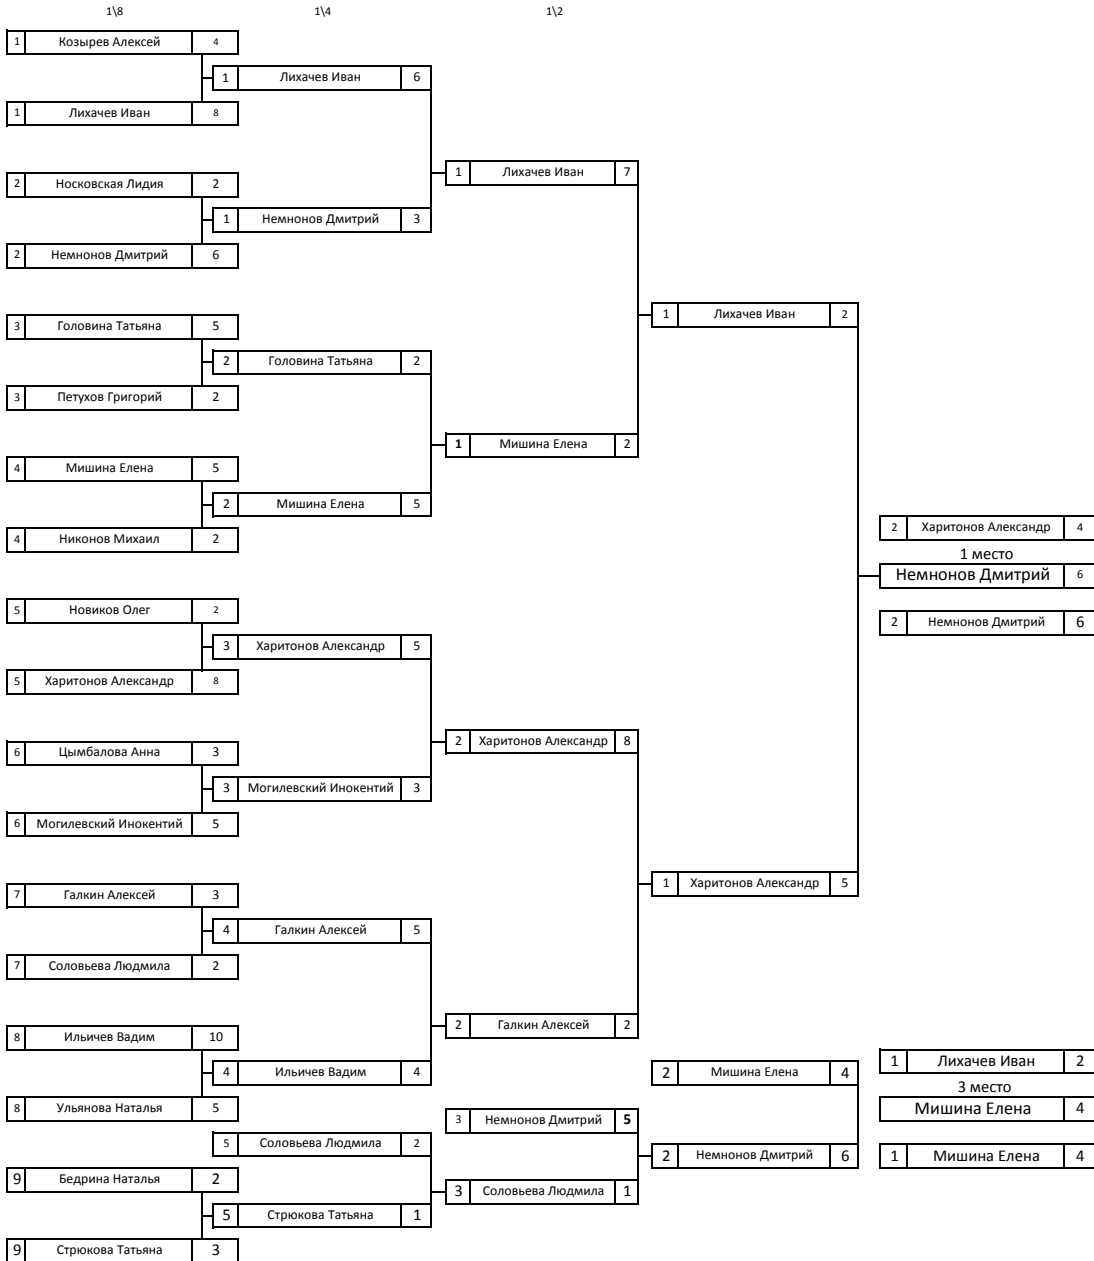 1\8 1\4 1\2
1 Козырев Алексей 4
1 Лихачев Иван 6
1 Лихачев Иван 8
1 Лихачев Иван 7
2 Носковская Лидия 2
1 Немнонов Дмитрий 3
2 Немнонов Дмитрий 6
1 Лихачев Иван 2
3 Головина Татьяна 5
2 Головина Татьяна 2
3 Петухов Григорий 2
1 Мишина Елена 2
4 Мишина Елена 5
2 Мишина Елена 5
2 Харитонов Александр 4
4 Никонов Михаил 2
1 место
Немнонов Дмитрий 6
5 Новиков Олег 2
2 Немнонов Дмитрий 6
3 Харитонов Александр 5
5 Харитонов Александр 8
2 Харитонов Александр 8
6 Цымбалова Анна 3
3 Могилевский Инокентий 3
6 Могилевский Инокентий 5
1 Харитонов Александр 5
7 Галкин Алексей 3
4 Галкин Алексей 5
7 Соловьева Людмила 2
2 Галкин Алексей 2
8 Ильичев Вадим 10
1 Лихачев Иван 2
4 Ильичев Вадим 4
2 Мишина Елена 4
3 место
8 Ульянова Наталья 5
Мишина Елена 4
3 Немнонов Дмитрий 5
5 Соловьева Людмила 2
2 Немнонов Дмитрий 6
1 Мишина Елена 4
9 Бедрина Наталья 2
3 Соловьева Людмила 1
5 Стрюкова Татьяна 1
9 Стрюкова Татьяна 3